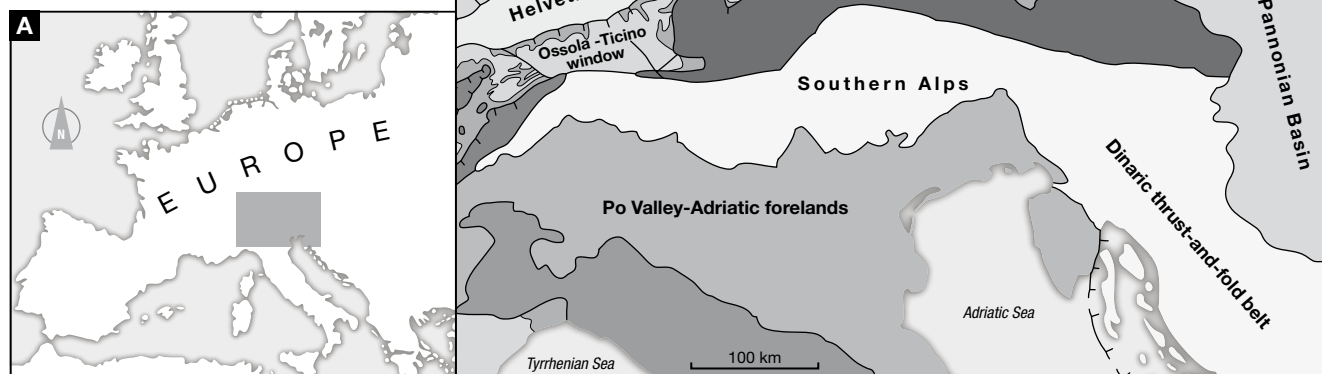 A
N
EUROPE
Helve
Ossola -Ticino
window
Southern Alps
Pannonian Basin
Dinaric thrust-and-fold belt
Po Valley-Adriatic forelands
Adriatic Sea
Tyrrhenian Sea
100 km